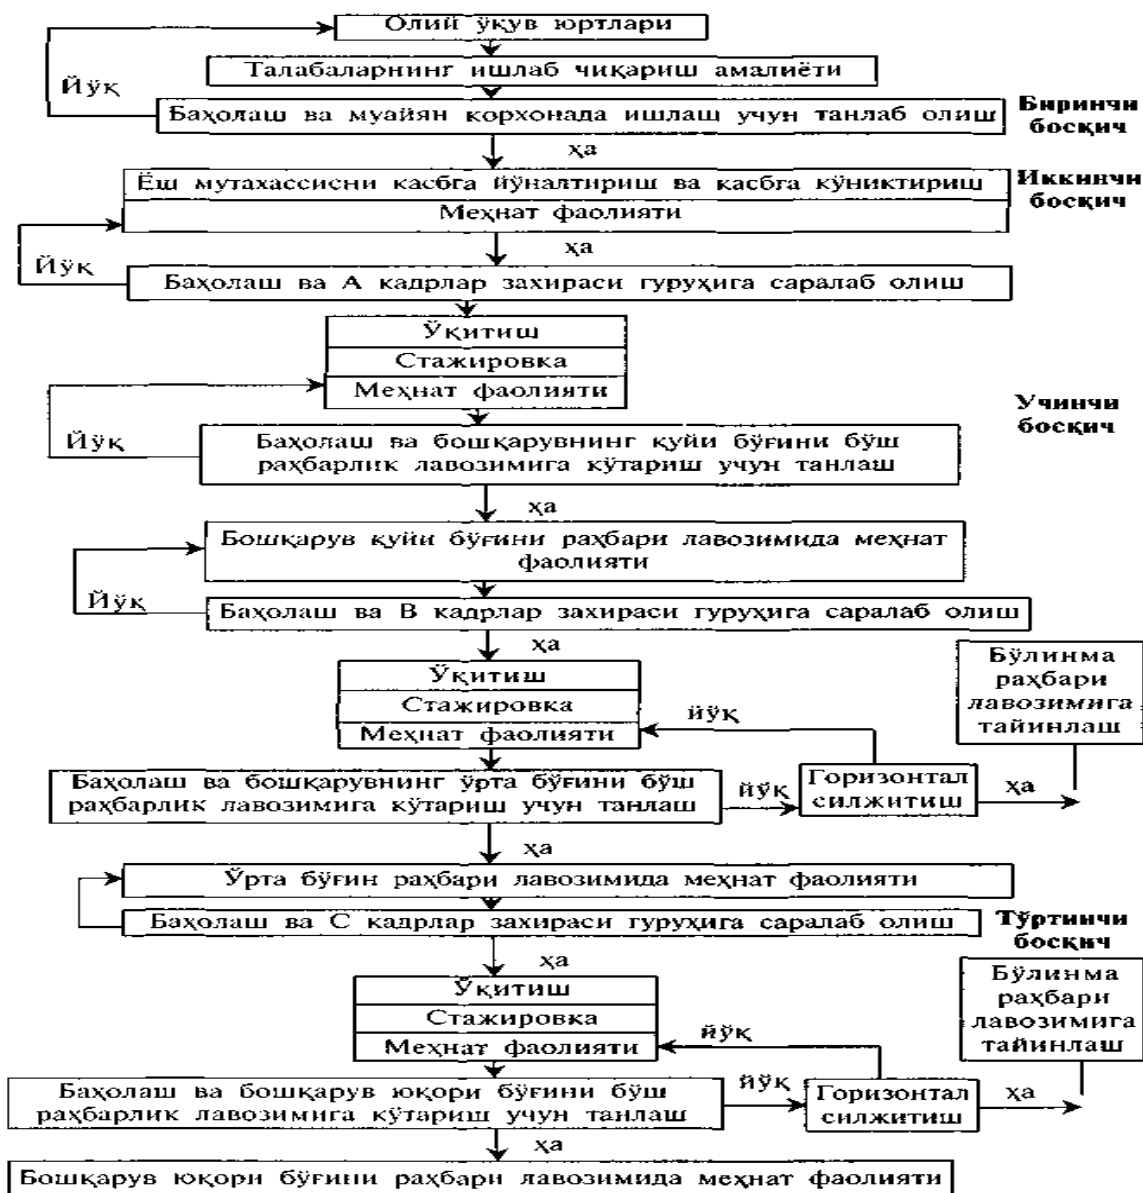 Олий ўқув юртлари
Талабаларнинг ишлаб чиқариш амалиёти
Йўқ
Баҳолаш ва муайян корхонада ишлаш учун танлаб олиш
Биринчи
босқич
ҳа
Ёш мутахассисни касбга йўналтириш ва касбга кўниктириш
Меҳнат фаолияти
Иккинчи
босқич
ҳа
Йўқ
Баҳолаш ва А кадрлар захираси гуруҳига саралаб олиш
Ўқитиш
Стажировка
Меҳнат фаолияти
Учинчи
босқич
Йўқ
Баҳолаш ва бошқарувнинг қуйи бўғини бўш
раҳбарлик лавозимига кўтариш учун танлаш
ҳа
Бошқарув қуйи бўғини раҳбари лавозимида меҳнат
фаолияти
Йўқ
Баҳолаш ва В кадрлар захираси гуруҳига саралаб олиш
ҳа
Ўқитиш
Стажировка
Меҳнат фаолияти
йўқ
Бўлинма
раҳбари
лавозимига
тайинлаш
Баҳолаш ва бошқарувнинг ўрта бўғини бўш
раҳбарлик лавозимига кўтариш учун танлаш
йўқ
Горизонтал
силжитиш
ҳа
ҳа
Ўрта бўғин раҳбари лавозимида меҳнат фаолияти
Баҳолаш ва С кадрлар захираси гуруҳига саралаб олиш
Тўртинчи
босқич
ҳа
Ўқитиш
Стажировка
Меҳнат фаолияти
йўқ
Бўлинма
раҳбари
лавозимига
тайинлаш
Баҳолаш ва бошқарув юқори бўғини бўш
раҳбарлик лавозимига кўтариш учун танлаш
йўқ
Горизонтал
силжитиш
ҳа
ҳа
Бошқарув юқори бўғини раҳбари лавозимида меҳнат фаолияти